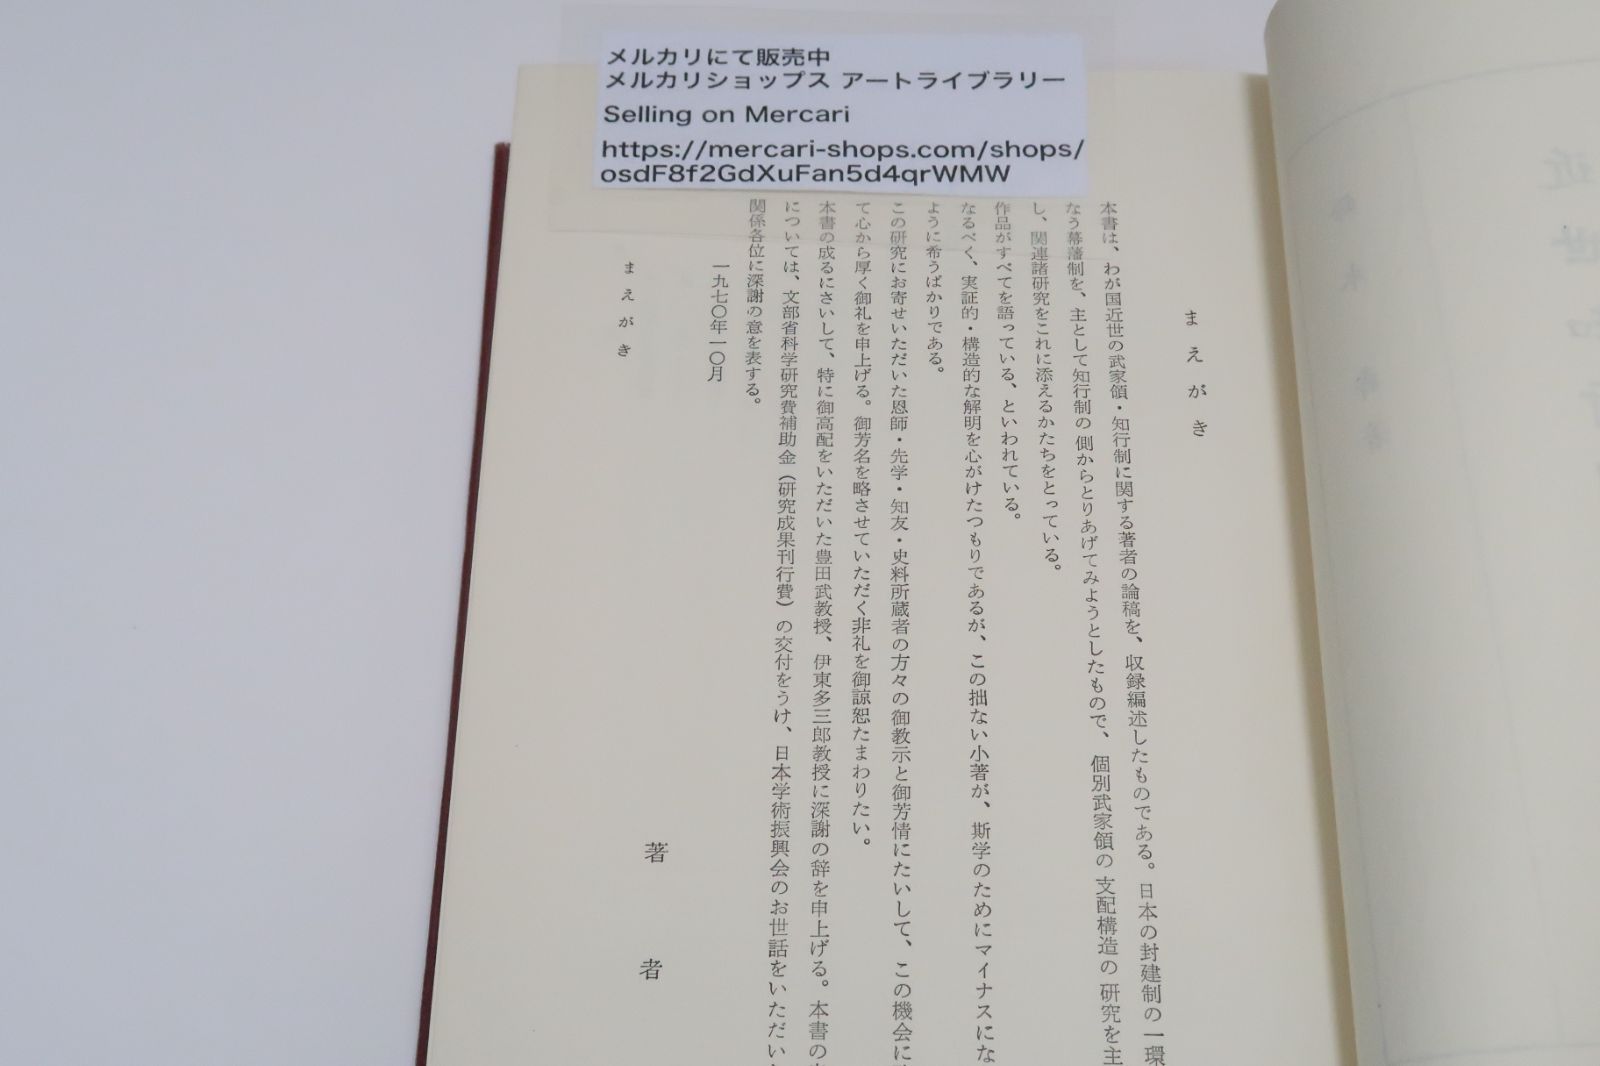 メルカリにて販売中
メルカリショップス アートライブラリー
Selling on Mercari
https://mercari-shops.com/shops/
osdF8f2GdXuFan5d4qrWMW
まえがき
本書は、わが国近世の武家領・知行制に関する著者の論稿を、収録編述したものである。日本の封建制の一環
なう幕藩制を、主として知行制の側からとりあげてみようとしたもので、個別武家領の支配構造の研究を主
し、関連諸研究をこれに添えるかたちをとっている。
作品がすべてを語っている、といわれている。
なるべく、実証的・構造的な解明を心がけたつもりであるが、この拙ない小著が、斯学のためにマイナスにな
ように希うばかりである。
この研究にお寄せいただいた恩師・先学・知友・史料所蔵者の方々の御教示と御芳情にたいして、この機会に
て心から厚く御礼を申上げる。御芳名を略させていただく非礼を御諒恕たまわりたい。
本書の成るにさいして、特に御高配をいただいた豊田武教授、伊東多三郎教授に深謝の辞を申上げる。本書の
については、文部省科学研究費補助金（研究成果刊行費）の交付をうけ、日本学術振興会のお世話をいただい
関係各位に深謝の意を表する。
一九七〇年一〇月
著者
まえがき
近世知行